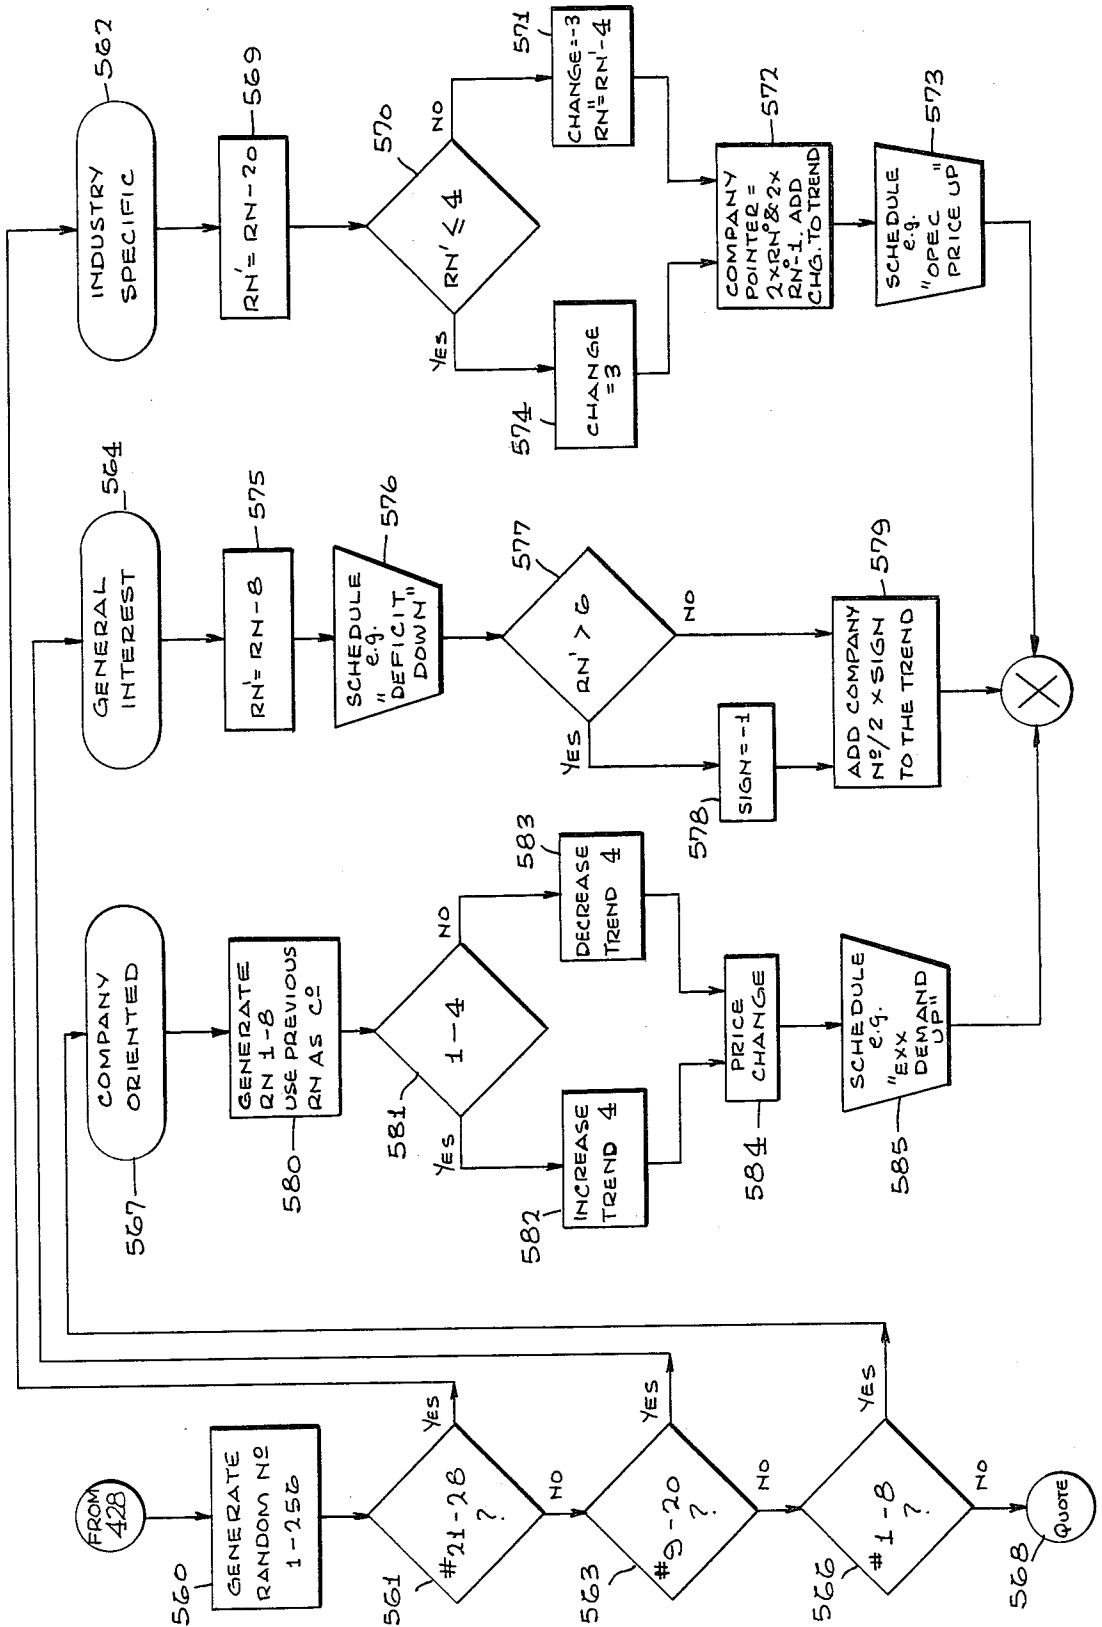 FROM
428
560
GENERATE
RANDOM Nº
1-256
561
#21-28
?
YES
NO
563
#9-20
?
YES
NO
566
#1-8
?
YES
NO
568
QUOTE
567
COMPANY
ORIENTED
580
GENERATE
RN 1-8
USE PREVIOUS
RN AS Cº
581
1-4
YES
NO
582
INCREASE
TREND 4
583
DECREASE
TREND 4
584
PRICE
CHANGE
585
SCHEDULE
e.g.
"EXX
DEMAND
UP"
564
GENERAL
INTEREST
575
RN'=RN-8
576
SCHEDULE
e.g.
"DEFICIT
DOWN"
577
RN' > 6
YES
NO
578
SIGN=-1
579
ADD COMPANY
Nº/2 X SIGN
TO THE TREND
562
INDUSTRY
SPECIFIC
569
RN'=RN-20
570
RN' ≤ 4
YES
NO
574
CHANGE
=3
571
CHANGE=-3
RN"=RN'-4
572
COMPANY
POINTER=
2XRNº&2X
RNº-1. ADD
CHG. TO TREND
573
SCHEDULE
e.g.
"OPEC
PRICE UP"